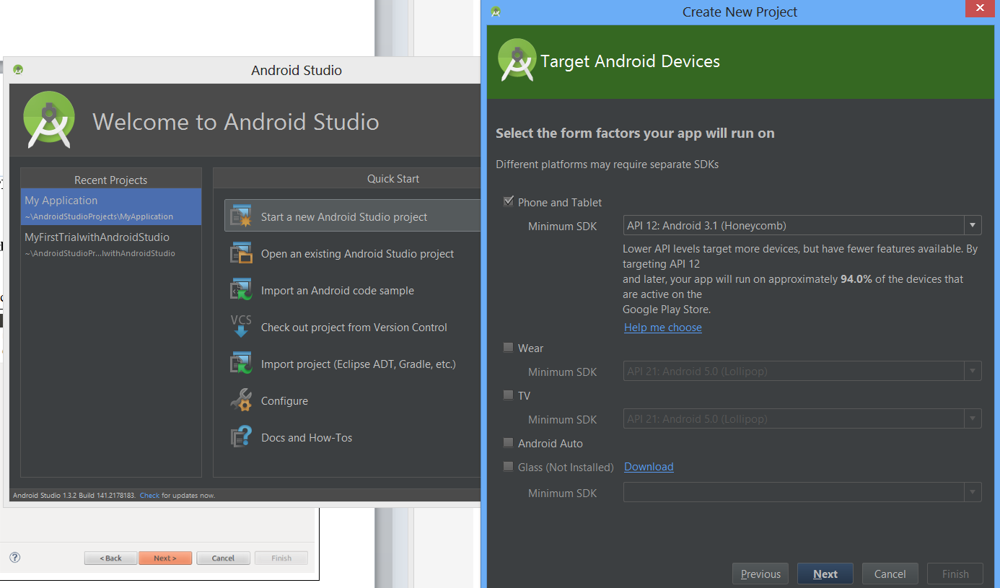 Android Studio
Welcome to Android Studio
Recent Projects
My Application
~\AndroidStudioProjects\MyApplication
MyFirstTrialwithAndroidStudio
~\AndroidStudioPr...lwithAndroidStudio
Quick Start
Start a new Android Studio project
Open an existing Android Studio project
Import an Android code sample
VCS
Check out project from Version Control
Import project (Eclipse ADT, Gradle, etc.)
Configure
Docs and How-Tos
Android Studio 1.3.2 Build 141.2178183. Check for updates now.
? < Back Next > Cancel Finish
Create New Project
Target Android Devices
Select the form factors your app will run on
Different platforms may require separate SDKs
Phone and Tablet
Minimum SDK API 12: Android 3.1 (Honeycomb)
Lower API levels target more devices, but have fewer features available. By
targeting API 12
and later, your app will run on approximately 94.0% of the devices that
are active on the
Google Play Store.
Help me choose
Wear
Minimum SDK API 21: Android 5.0 (Lollipop)
TV
Minimum SDK API 21: Android 5.0 (Lollipop)
Android Auto
Glass (Not Installed) Download
Minimum SDK
Previous Next Cancel Finish